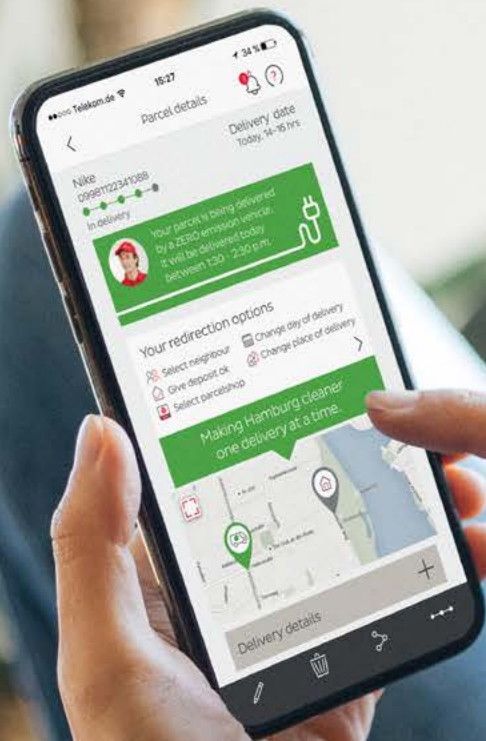 Telekom.de 15:27 34 %
Parcel details
Nike
09981122341088
In delivery
Delivery date
Today, 14-15 hrs
Your parcel is being delivered
by a ZERO emission vehicle.
It will be delivered today
between 1:30 - 2:30 p.m.
Your redirection options
Select neighbour
Give deposit ok
Select parcelshop
Change day of delivery
Change place of delivery
Making Hamburg cleaner
one delivery at a time.
Delivery details